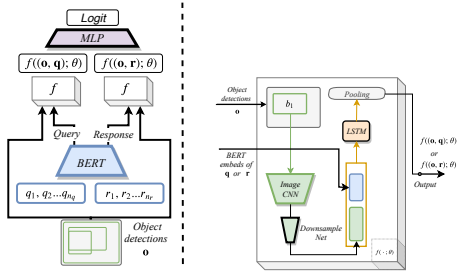 Logit
MLP
f((o, q); θ)
f((o, r); θ)
f
f
Query
Response
BERT
q1, q2...qnq
r1, r2...rnr
Object
detections
o
Object
detections
o
b1
Pooling
LSTM
BERT
embeds of
q or r
Image
CNN
Downsample
Net
f((o, q); θ)
or
f((o, r); θ)
Output
f( · ; θ)